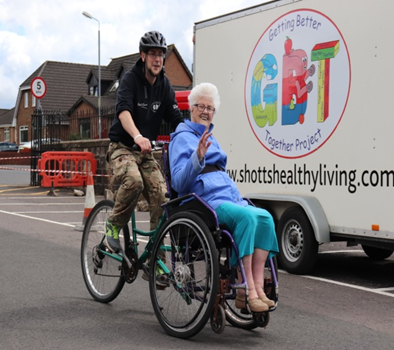 5
Getting Better
GBT
Together Project
www.shottshealthyliving.com